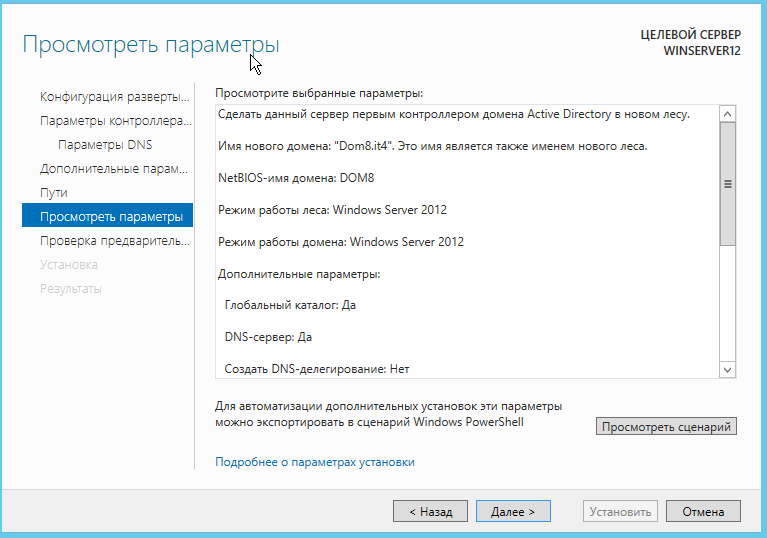 Просмотреть параметры
ЦЕЛЕВОЙ СЕРВЕР
WINSERVER12
Конфигурация разверты...
Параметры контроллера...
Параметры DNS
Дополнительные парам...
Пути
Просмотреть параметры
Проверка предваритель...
Установка
Результаты
Просмотрите выбранные параметры:
Сделать данный сервер первым контроллером домена Active Directory в новом лесу.
Имя нового домена: "Dom8.it4". Это имя является также именем нового леса.
NetBIOS-имя домена: DOM8
Режим работы леса: Windows Server 2012
Режим работы домена: Windows Server 2012
Дополнительные параметры:
Глобальный каталог: Да
DNS-сервер: Да
Создать DNS-делегирование: Нет
Для автоматизации дополнительных установок эти параметры
можно экспортировать в сценарий Windows PowerShell
Просмотреть сценарий
Подробнее о параметрах установки
< Назад
Далее >
Установить
Отмена